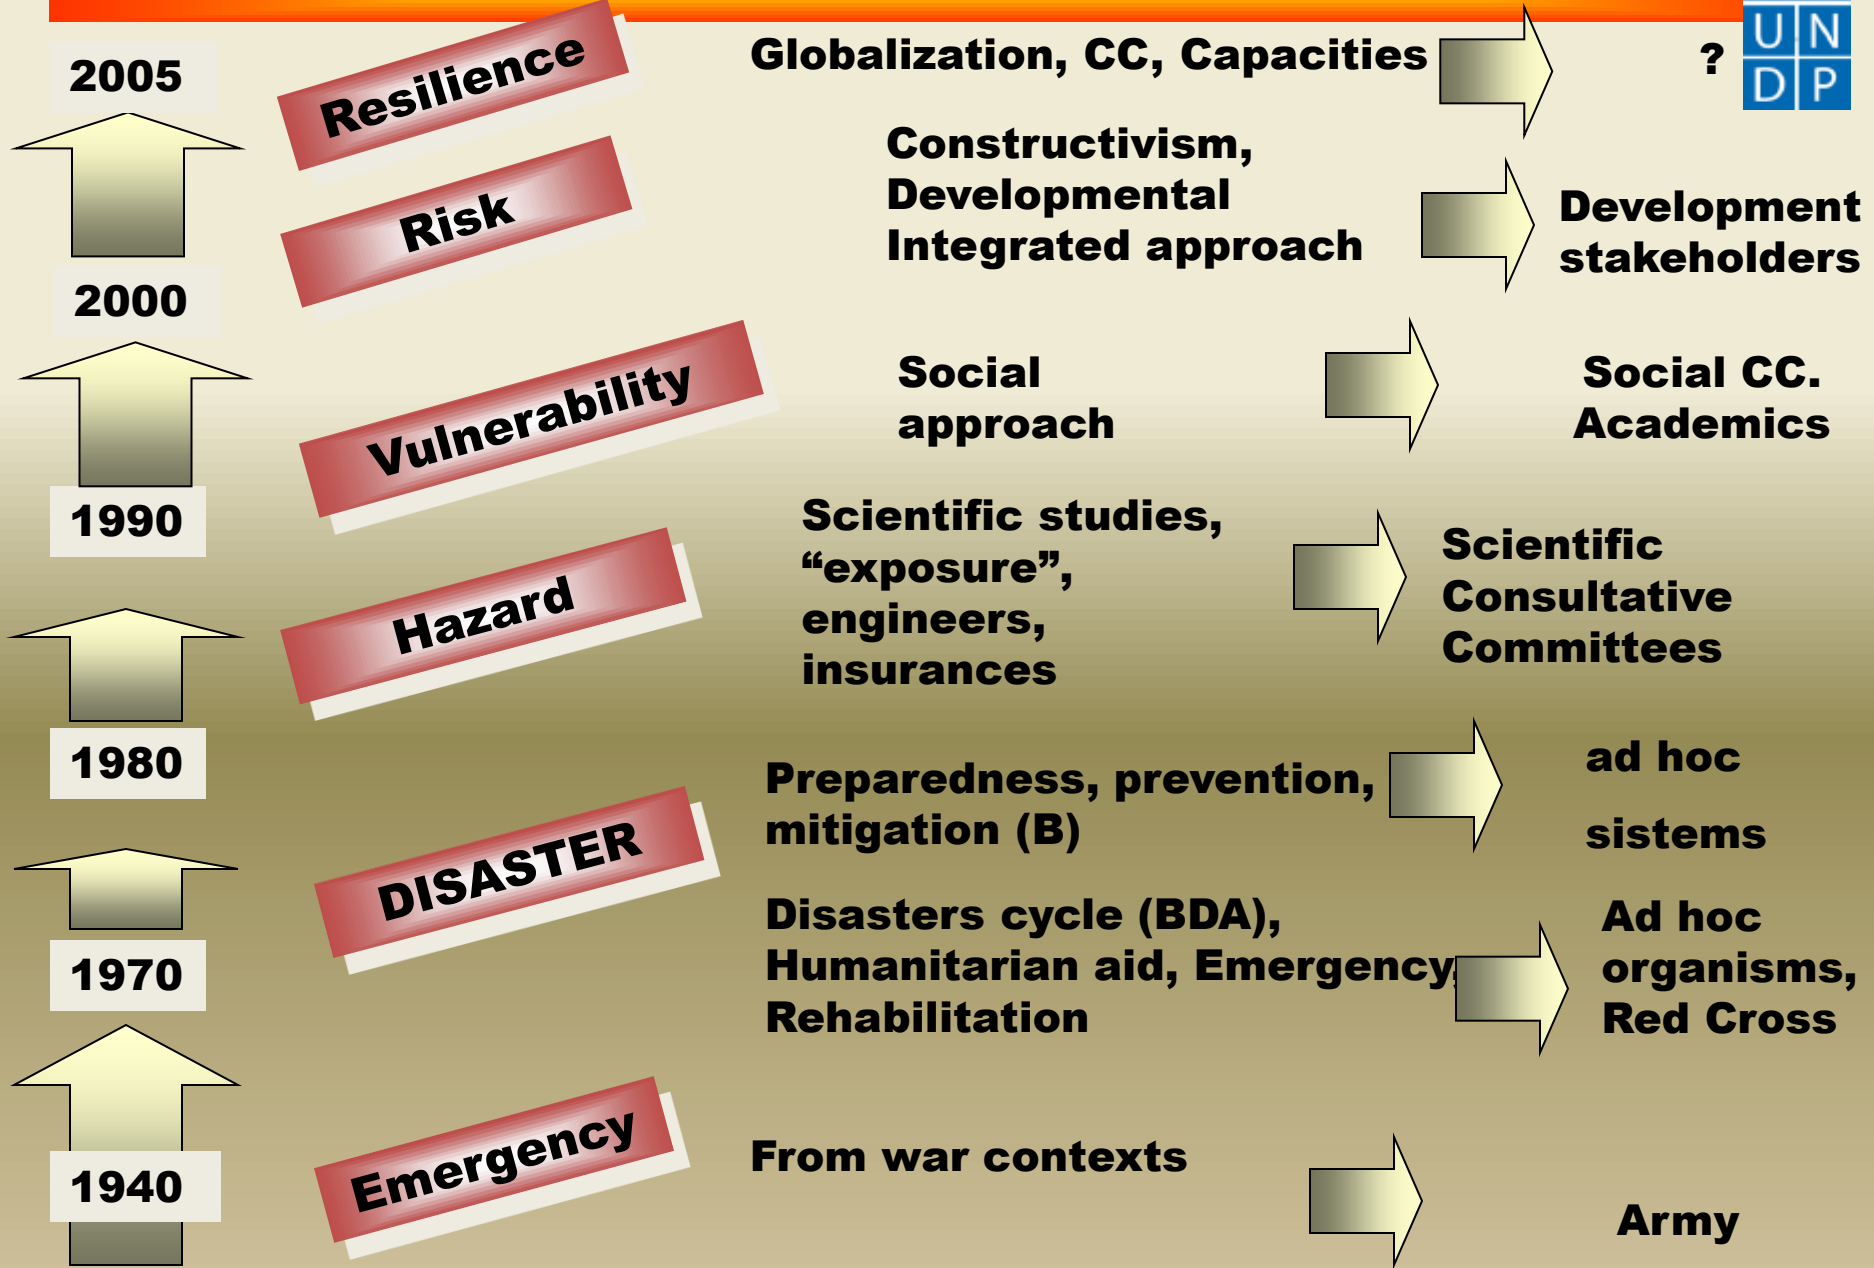 2005
Resilience
Globalization, CC, Capacities
?
U N
D P
Risk
Constructivism,
Developmental
Integrated approach
Development
stakeholders
2000
Vulnerability
Social
approach
Social CC.
Academics
1990
Hazard
Scientific studies,
“exposure”,
engineers,
insurances
Scientific
Consultative
Committees
1980
DISASTER
Preparedness, prevention,
mitigation (B)
ad hoc
sistems
1970
Disasters cycle (BDA),
Humanitarian aid, Emergency,
Rehabilitation
Ad hoc
organisms,
Red Cross
1940
Emergency
From war contexts
Army